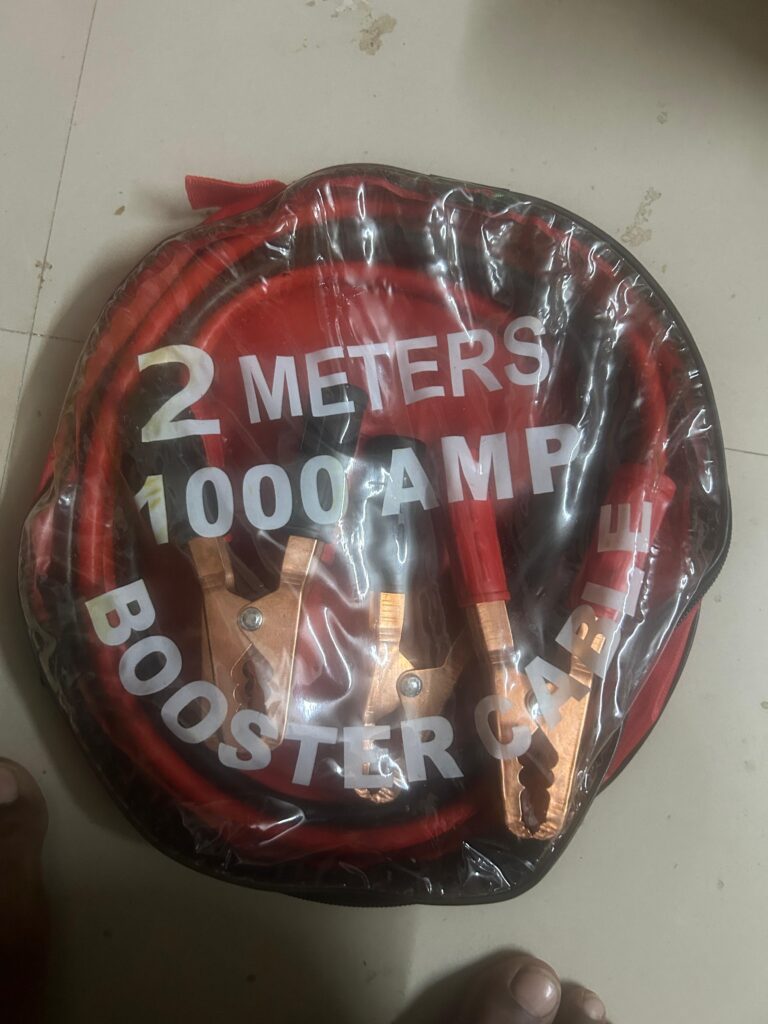 2 METERS
1000 AMP
BOOSTER CABLE